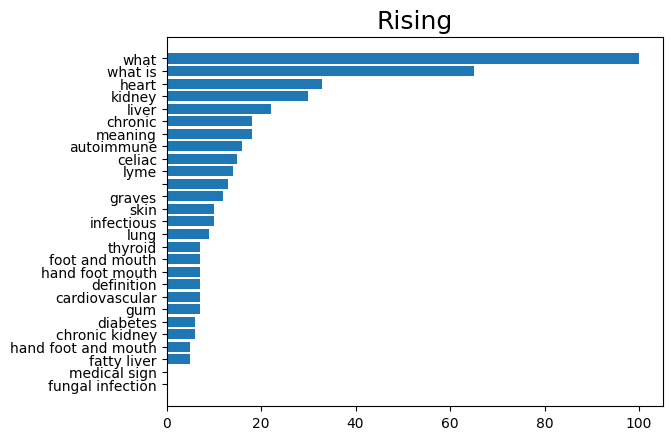 Rising
what
what is
heart
kidney
liver
chronic
meaning
autoimmune
celiac
lyme
graves
skin
infectious
lung
thyroid
foot and mouth
hand foot mouth
definition
cardiovascular
gum
diabetes
chronic kidney
hand foot and mouth
fatty liver
medical sign
fungal infection
0 20 40 60 80 100